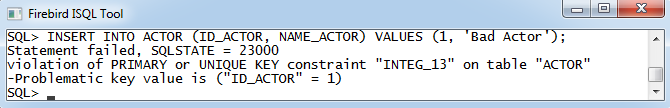 Firebird ISQL Tool
SQL> INSERT INTO ACTOR (ID_ACTOR, NAME_ACTOR) VALUES (1, 'Bad Actor');
Statement failed, SQLSTATE = 23000
violation of PRIMARY or UNIQUE KEY constraint "INTEG_13" on table "ACTOR"
-Problematic key value is ("ID_ACTOR" = 1)
SQL>